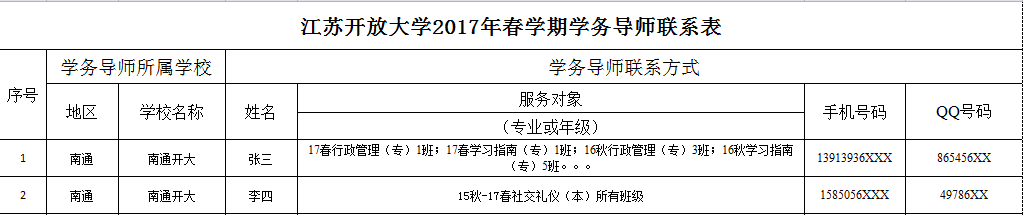 江苏开放大学2017年春学期学务导师联系表
学务导师所属学校 学务导师联系方式
序号 地区 学校名称 姓名 服务对象 手机号码 QQ号码
（专业或年级）
1 南通 南通开大 张三 17春行政管理（专）1班；17春学习指南（专）1班；16秋行政管理（专）3班；16秋学习指南 13913936XXX 865456XX
（专）5班。。。
2 南通 南通开大 李四 15秋-17春社交礼仪（本）所有班级 1585056XXX 49786XX